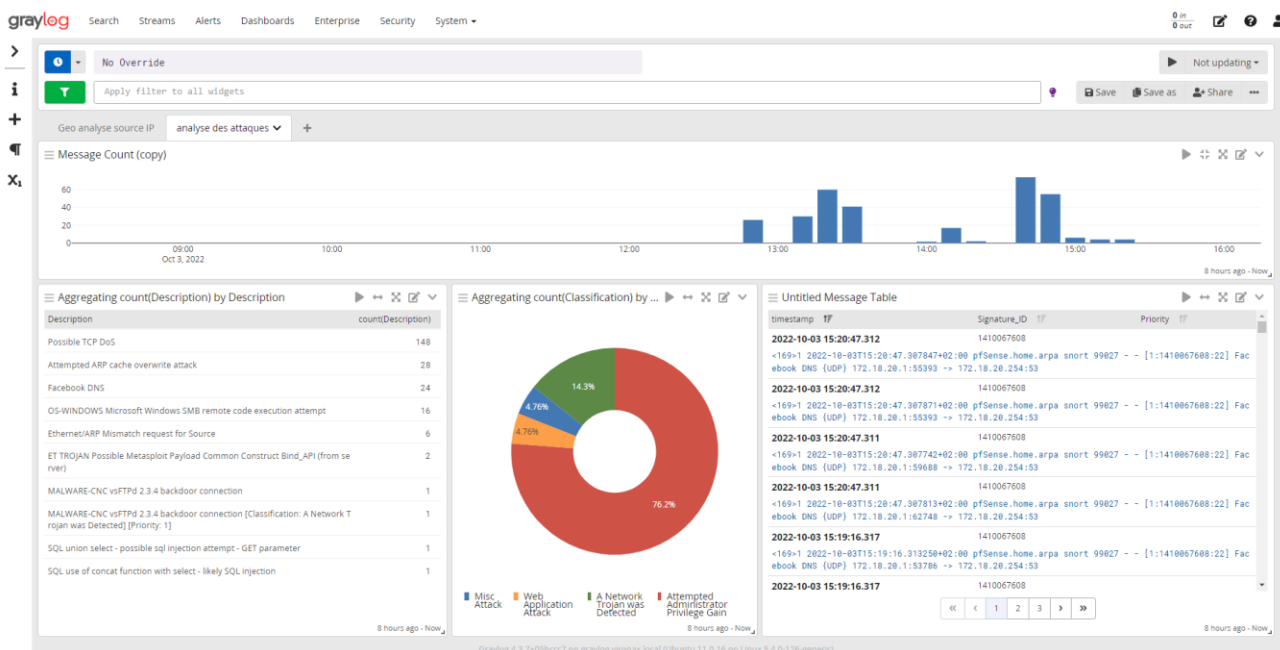 graylog Search Streams Alerts Dashboards Enterprise Security System
0 in
0 out
No Override
Not updating
Apply filter to all widgets
Save Save as Share
Geo analyse source IP analyse des attaques +
Message Count (copy)
60
40
20
0
09:00 10:00 11:00 12:00 13:00 14:00 15:00 16:00
Oct 3, 2022
8 hours ago - Now
Aggregating count(Description) by Description
Description count(Description)
Possible TCP DoS 148
Attempted ARP cache overwrite attack 28
Facebook DNS 24
OS-WINDOWS Microsoft Windows SMB remote code execution attempt 16
Ethernet/ARP Mismatch request for Source 6
ET TROJAN Possible Metasploit Payload Common Construct Bind_API (from se
rver) 2
MALWARE-CNC vsFTPd 2.3.4 backdoor connection 1
MALWARE-CNC vsFTPd 2.3.4 backdoor connection [Classification: A Network T
rojan was Detected] [Priority: 1] 1
SQL union select - possible sql injection attempt - GET parameter 1
SQL use of concat function with select - likely SQL injection 1
8 hours ago - Now
Aggregating count(Classification) by ...
14.3%
4.76%
4.76%
76.2%
Misc
Attack
Web
Application
Attack
A Network
Trojan was
Detected
Attempted
Administrator
Privilege Gain
8 hours ago - Now
Untitled Message Table
timestamp Signature_ID Priority
2022-10-03 15:20:47.312 1410067608
<169>1 2022-10-03T15:20:47.307847+02:00 pfSense.home.arpa snort 99027 - - [1:1410067608:22] Fac
ebook DNS {UDP} 172.18.20.1:55393 -> 172.18.20.254:53
2022-10-03 15:20:47.312 1410067608
<169>1 2022-10-03T15:20:47.307871+02:00 pfSense.home.arpa snort 99027 - - [1:1410067608:22] Fac
ebook DNS {UDP} 172.18.20.1:55393 -> 172.18.20.254:53
2022-10-03 15:20:47.311 1410067608
<169>1 2022-10-03T15:20:47.307742+02:00 pfSense.home.arpa snort 99027 - - [1:1410067608:22] Fac
ebook DNS {UDP} 172.18.20.1:59688 -> 172.18.20.254:53
2022-10-03 15:20:47.311 1410067608
<169>1 2022-10-03T15:20:47.307813+02:00 pfSense.home.arpa snort 99027 - - [1:1410067608:22] Fac
ebook DNS {UDP} 172.18.20.1:62748 -> 172.18.20.254:53
2022-10-03 15:19:16.317 1410067608
<169>1 2022-10-03T15:19:16.313250+02:00 pfSense.home.arpa snort 99027 - - [1:1410067608:22] Fac
ebook DNS {UDP} 172.18.20.1:53786 -> 172.18.20.254:53
2022-10-03 15:19:16.317 1410067608
« ‹ 1 2 3 › »
8 hours ago - Now